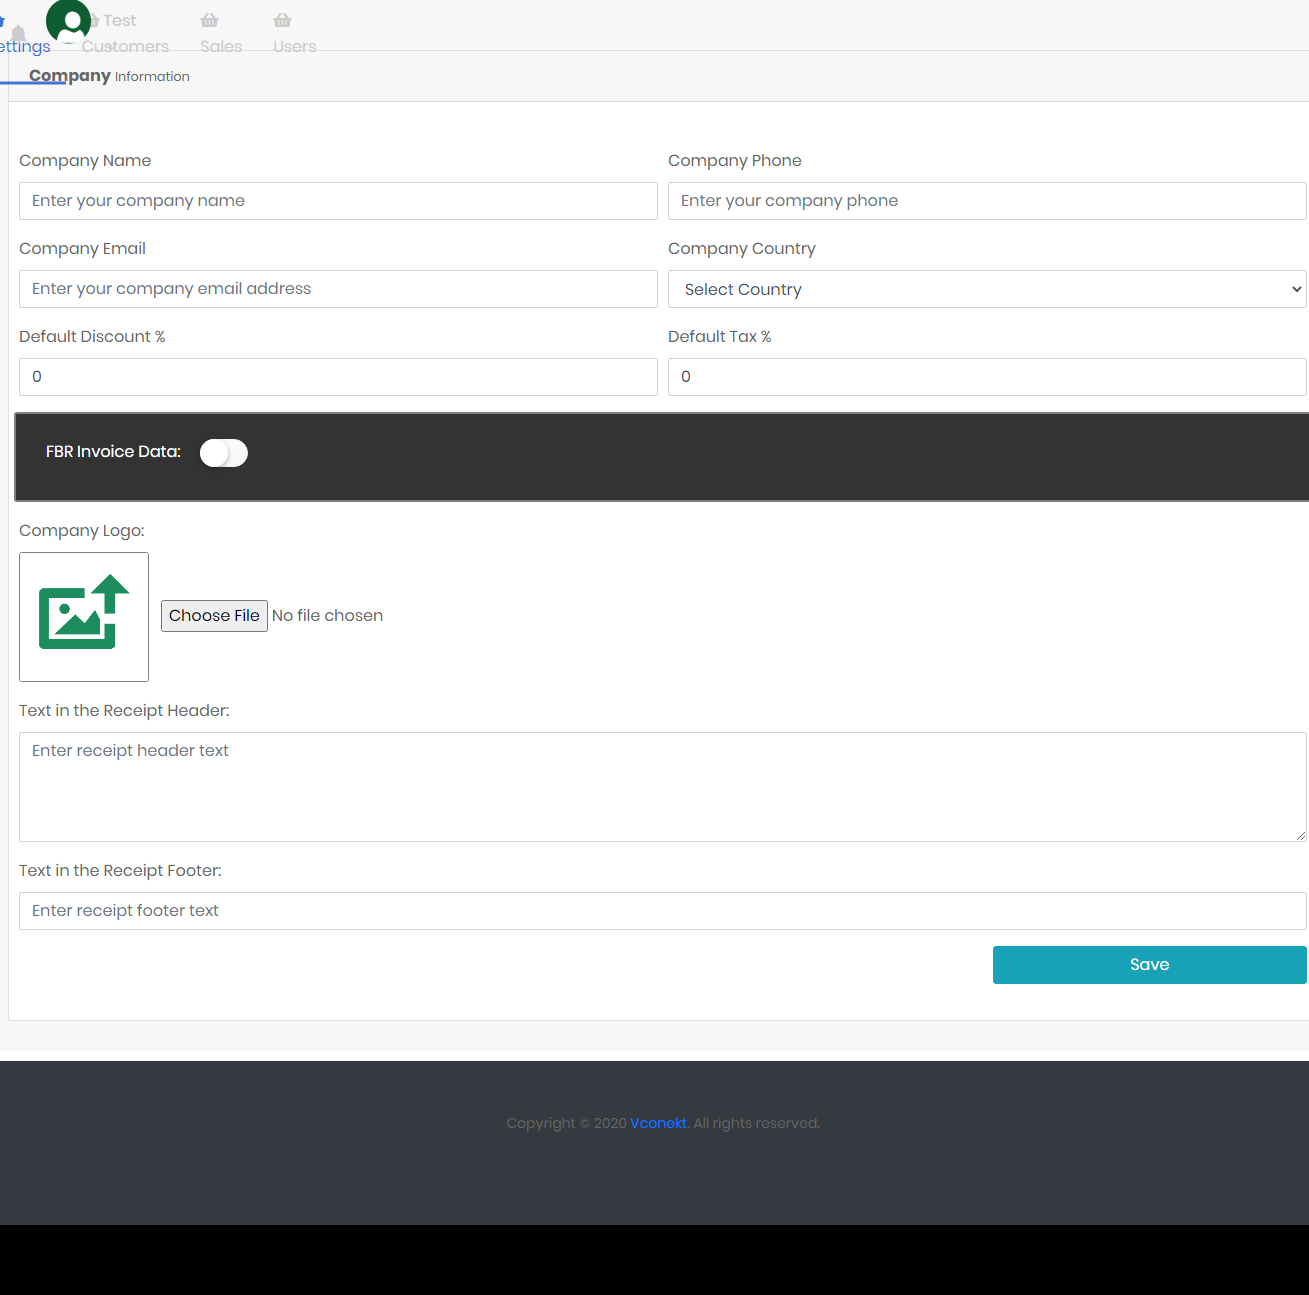 Test
ettings Customers Sales Users
Company Information
Company Name Company Phone
Enter your company name Enter your company phone
Company Email Company Country
Enter your company email address Select Country
Default Discount % Default Tax %
0 0
FBR Invoice Data:
Company Logo:
Choose File No file chosen
Text in the Receipt Header:
Enter receipt header text
Text in the Receipt Footer:
Enter receipt footer text
Save
Copyright © 2020 Vconekt. All rights reserved.